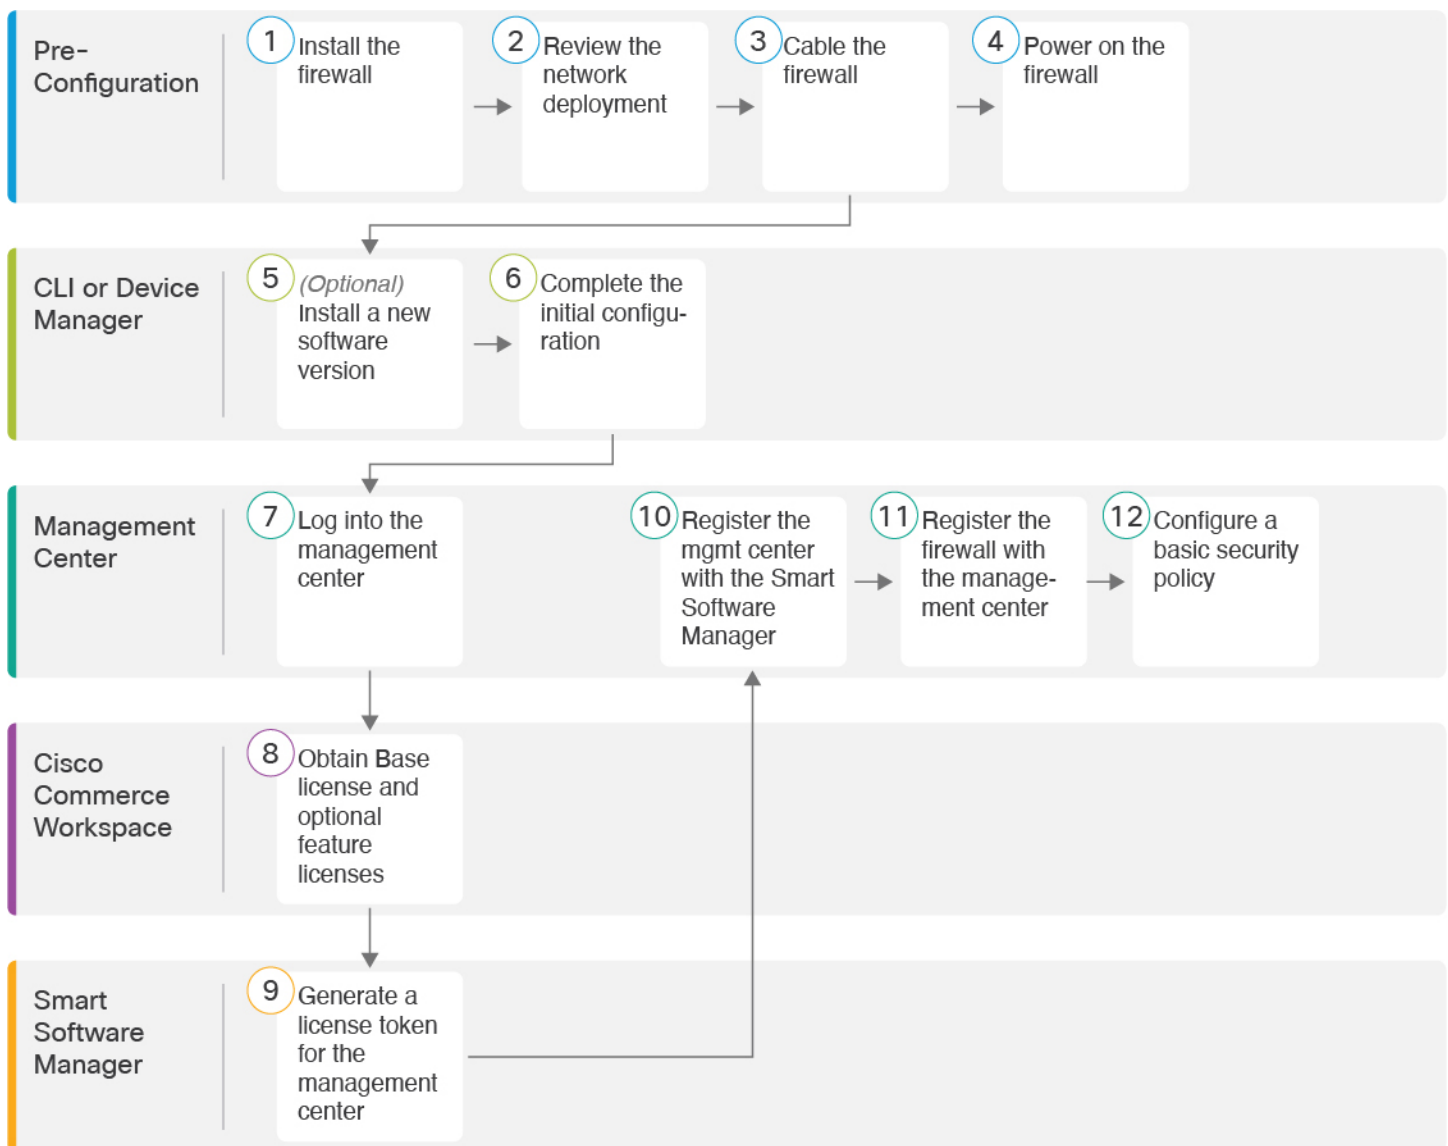 Pre-
Configuration
1
Install the
firewall
2
Review the
network
deployment
3
Cable the
firewall
4
Power on the
firewall
CLI or Device
Manager
5
(Optional)
Install a new
software
version
6
Complete the
initial configu-
ration
Management
Center
7
Log into the
management
center
10
Register the
mgmt center
with the Smart
Software
Manager
11
Register the
firewall with
the manage-
ment center
12
Configure a
basic security
policy
Cisco
Commerce
Workspace
8
Obtain Base
license and
optional
feature
licenses
Smart
Software
Manager
9
Generate a
license token
for the
management
center